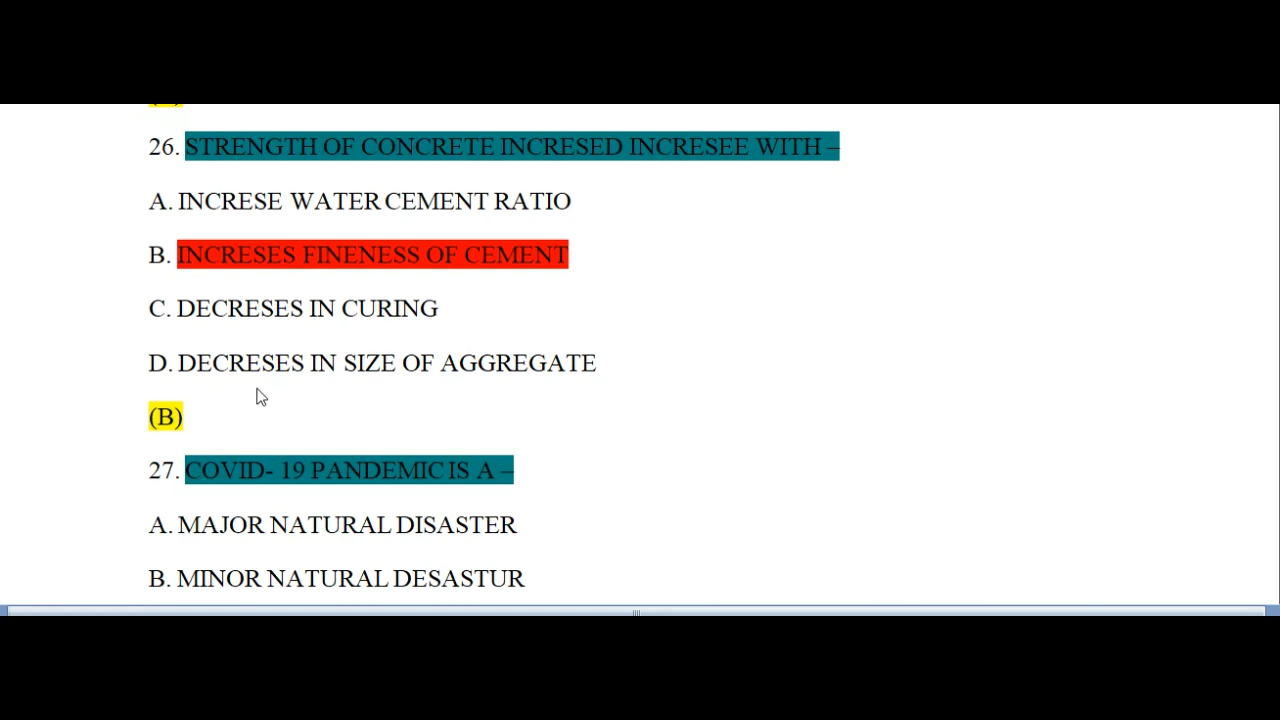 26. STRENGTH OF CONCRETE INCRESED INCRESEE WITH –
A. INCRESE WATER CEMENT RATIO
B. INCRESES FINENESS OF CEMENT
C. DECRESES IN CURING
D. DECRESES IN SIZE OF AGGREGATE
(B)
27. COVID- 19 PANDEMIC IS A –
A. MAJOR NATURAL DISASTER
B. MINOR NATURAL DESASTUR